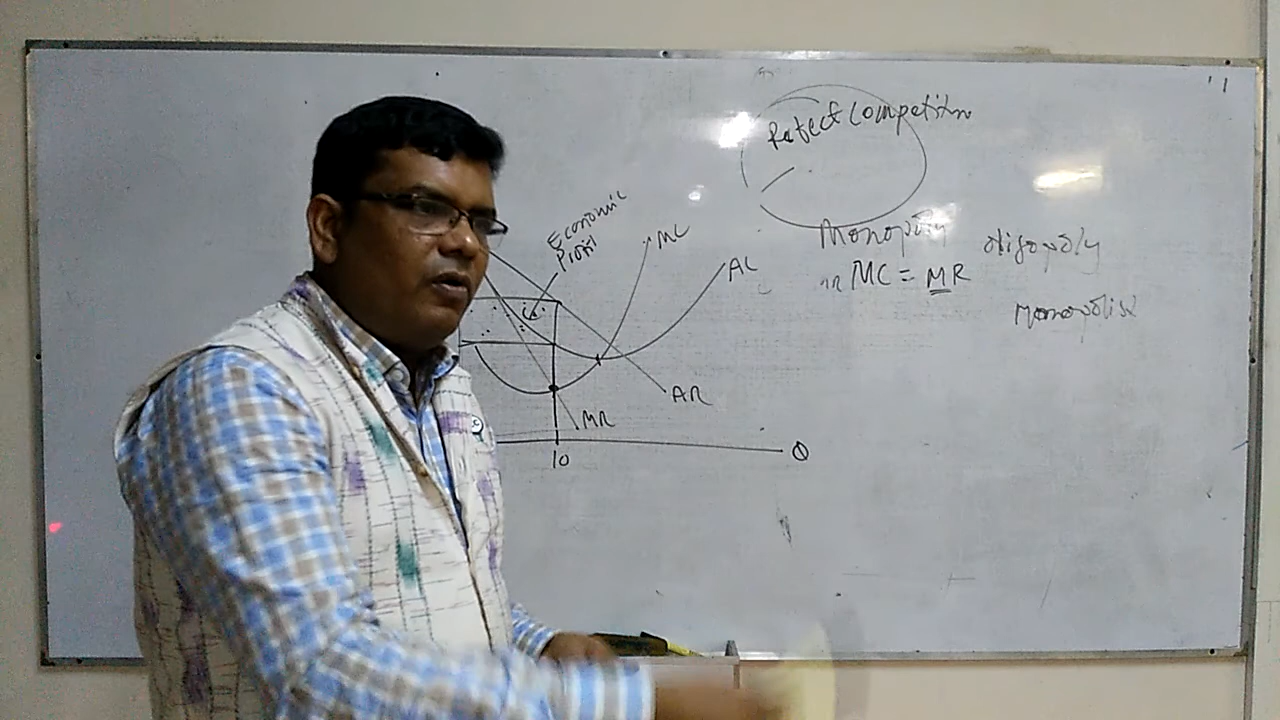 Perfect Competition
Monopoly
MC = MR
oligopoly
Monopolist
Economic
Profit
MC
AC
AR
MR
10
Q